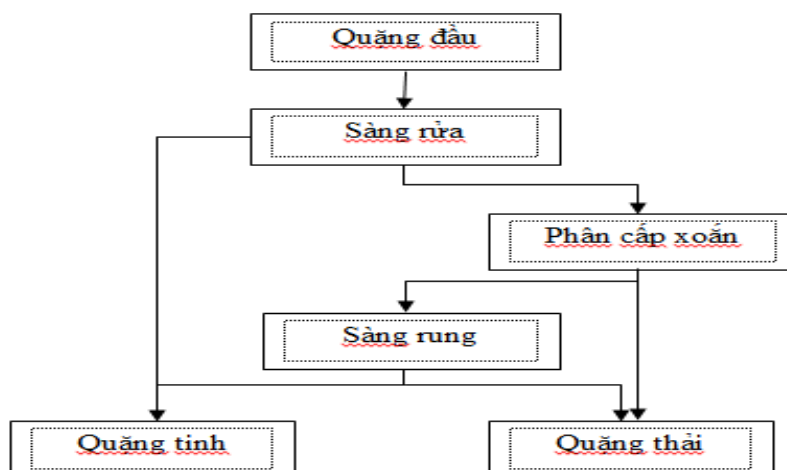 Quặng đầu
Sàng rửa
Phân cấp xoắn
Sàng rung
Quặng tinh
Quặng thải